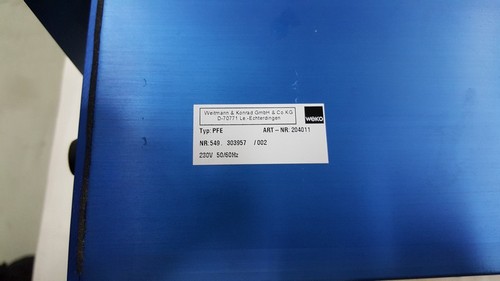 Weitmann & Konrad GmbH & Co KG
D-70771 Le.-Echterdingen
weko
Typ: PFE ART-NR: 204011
NR: 549 303957 /002
230V 50/60Hz